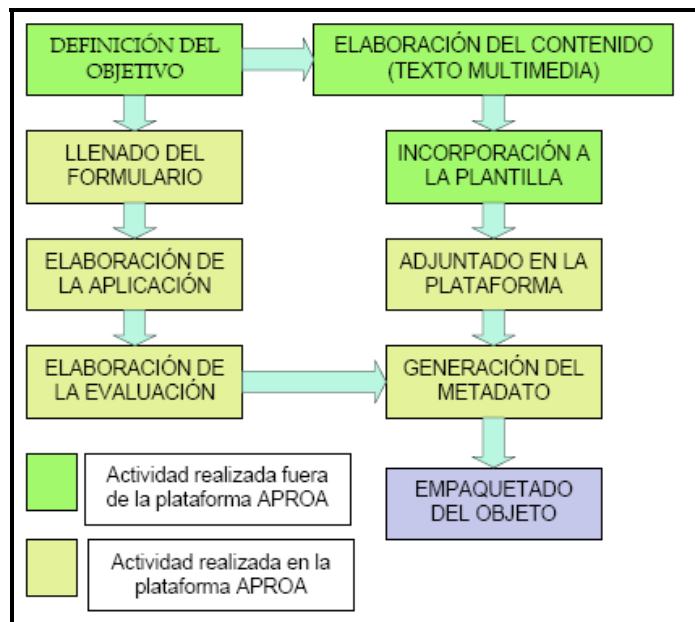 DEFINICIÓN DEL
OBJETIVO
ELABORACIÓN DEL CONTENIDO
(TEXTO MULTIMEDIA)
LLENADO DEL
FORMULARIO
INCORPORACIÓN A
LA PLANTILLA
ELABORACIÓN DE
LA APLICACIÓN
ADJUNTADO EN LA
PLATAFORMA
ELABORACIÓN DE
LA EVALUACIÓN
GENERACIÓN DEL
METADATO
Actividad realizada fuera
de la plataforma APROA
EMPAQUETADO
DEL OBJETO
Actividad realizada en la
plataforma APROA